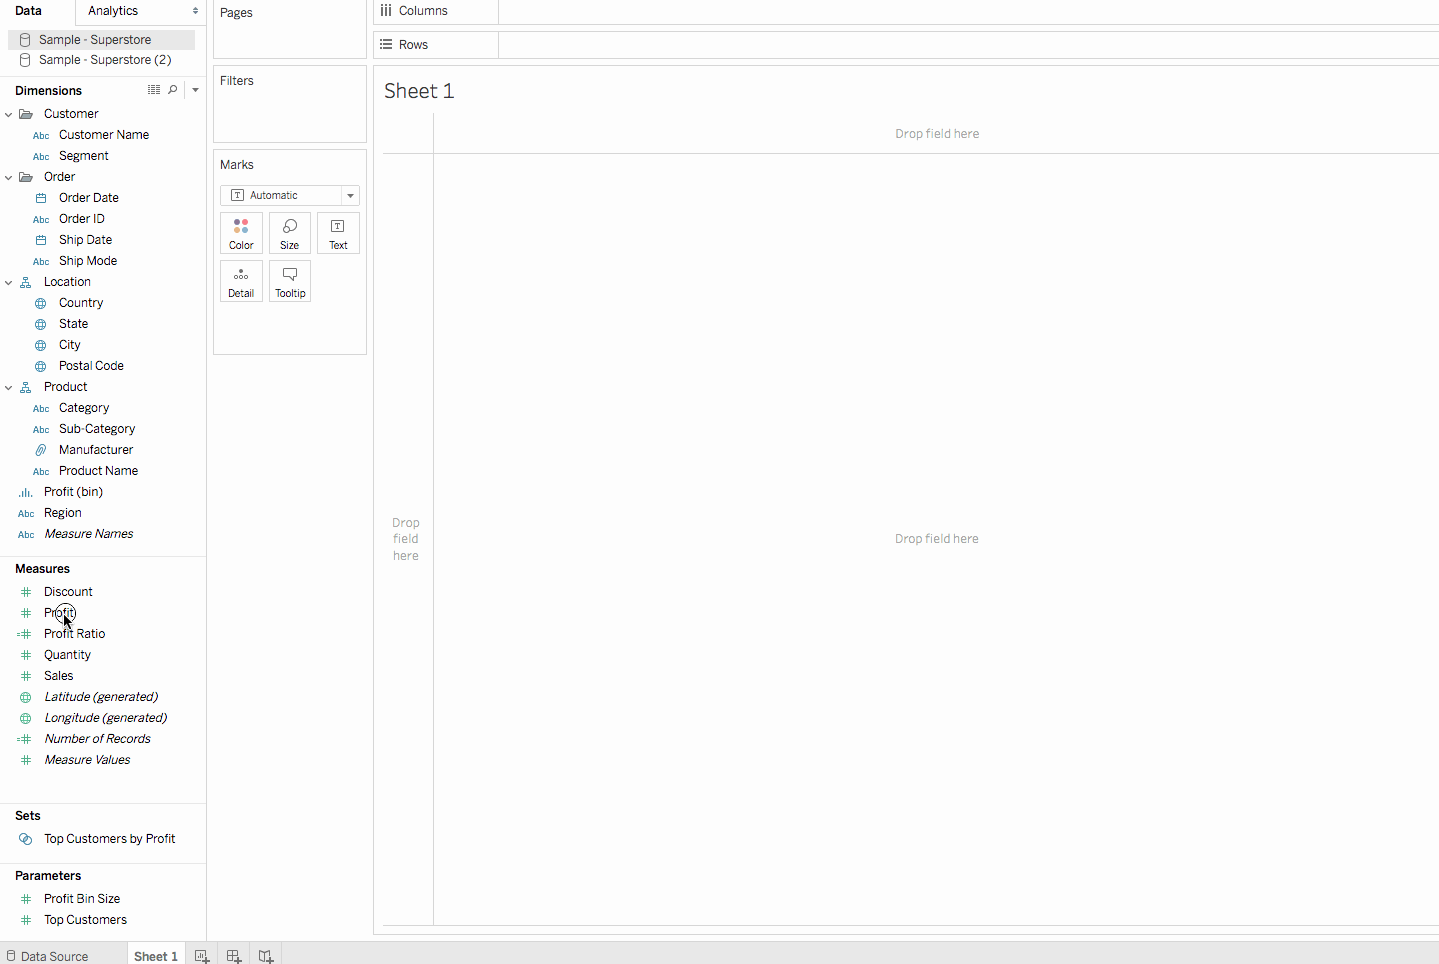 Data
Analytics
Sample - Superstore
Sample - Superstore (2)
Dimensions
Customer
Abc Customer Name
Abc Segment
Order
Order Date
Abc Order ID
Ship Date
Abc Ship Mode
Location
Country
State
City
Postal Code
Product
Abc Category
Abc Sub-Category
Manufacturer
Abc Product Name
Profit (bin)
Abc Region
Abc Measure Names
Measures
# Discount
# Profit
=# Profit Ratio
# Quantity
# Sales
Latitude (generated)
Longitude (generated)
=# Number of Records
# Measure Values
Sets
Top Customers by Profit
Parameters
# Profit Bin Size
# Top Customers
Pages
Filters
Marks
T Automatic
Color
Size
T
Text
Detail
Tooltip
Columns
Rows
Sheet 1
Drop field here
Drop
field
here
Drop field here
Data Source
Sheet 1